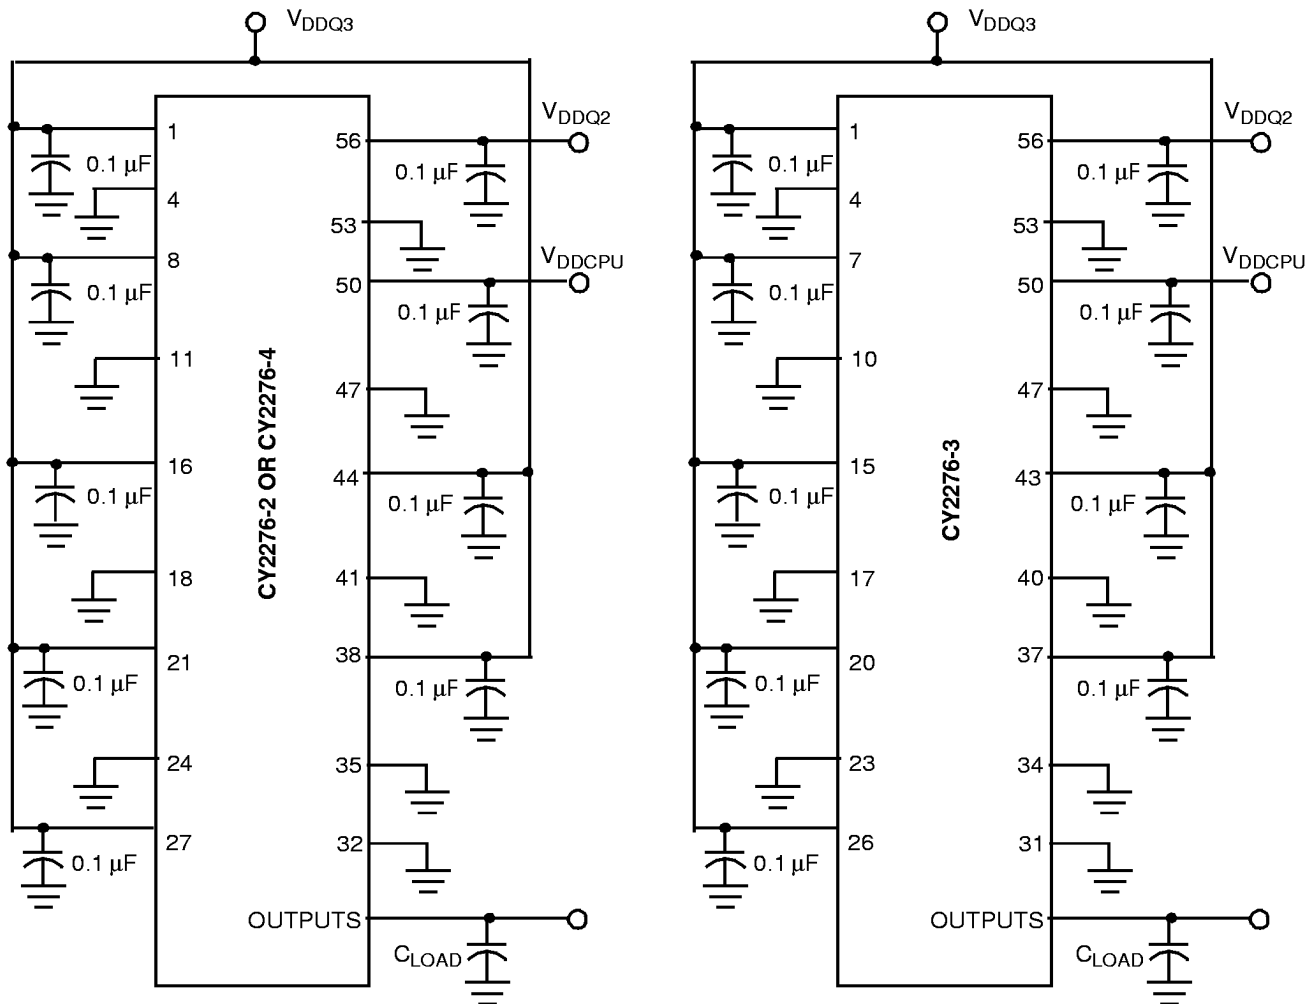 VDDQ3
1
0.1 μF
4
8
0.1 μF
11
16
0.1 μF
18
21
0.1 μF
24
27
0.1 μF
CY2276-2 OR CY2276-4
56
VDDQ2
0.1 μF
53
50
VDDCPU
0.1 μF
47
44
0.1 μF
41
38
0.1 μF
35
32
OUTPUTS
CLOAD
VDDQ3
1
0.1 μF
4
7
0.1 μF
10
15
0.1 μF
17
20
0.1 μF
23
26
0.1 μF
CY2276-3
56
VDDQ2
0.1 μF
53
50
VDDCPU
0.1 μF
47
43
0.1 μF
40
37
0.1 μF
34
31
OUTPUTS
CLOAD